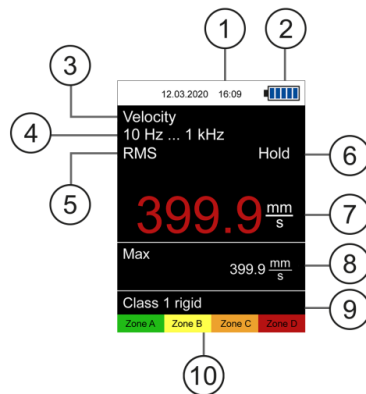 1 2
12.03.2020 16:09
3 Velocity
4 10 Hz ... 1 kHz
5 RMS Hold 6
399.9 mm/s 7
Max 8
399.9 mm/s
Class 1 rigid 9
Zone A Zone B Zone C Zone D
10